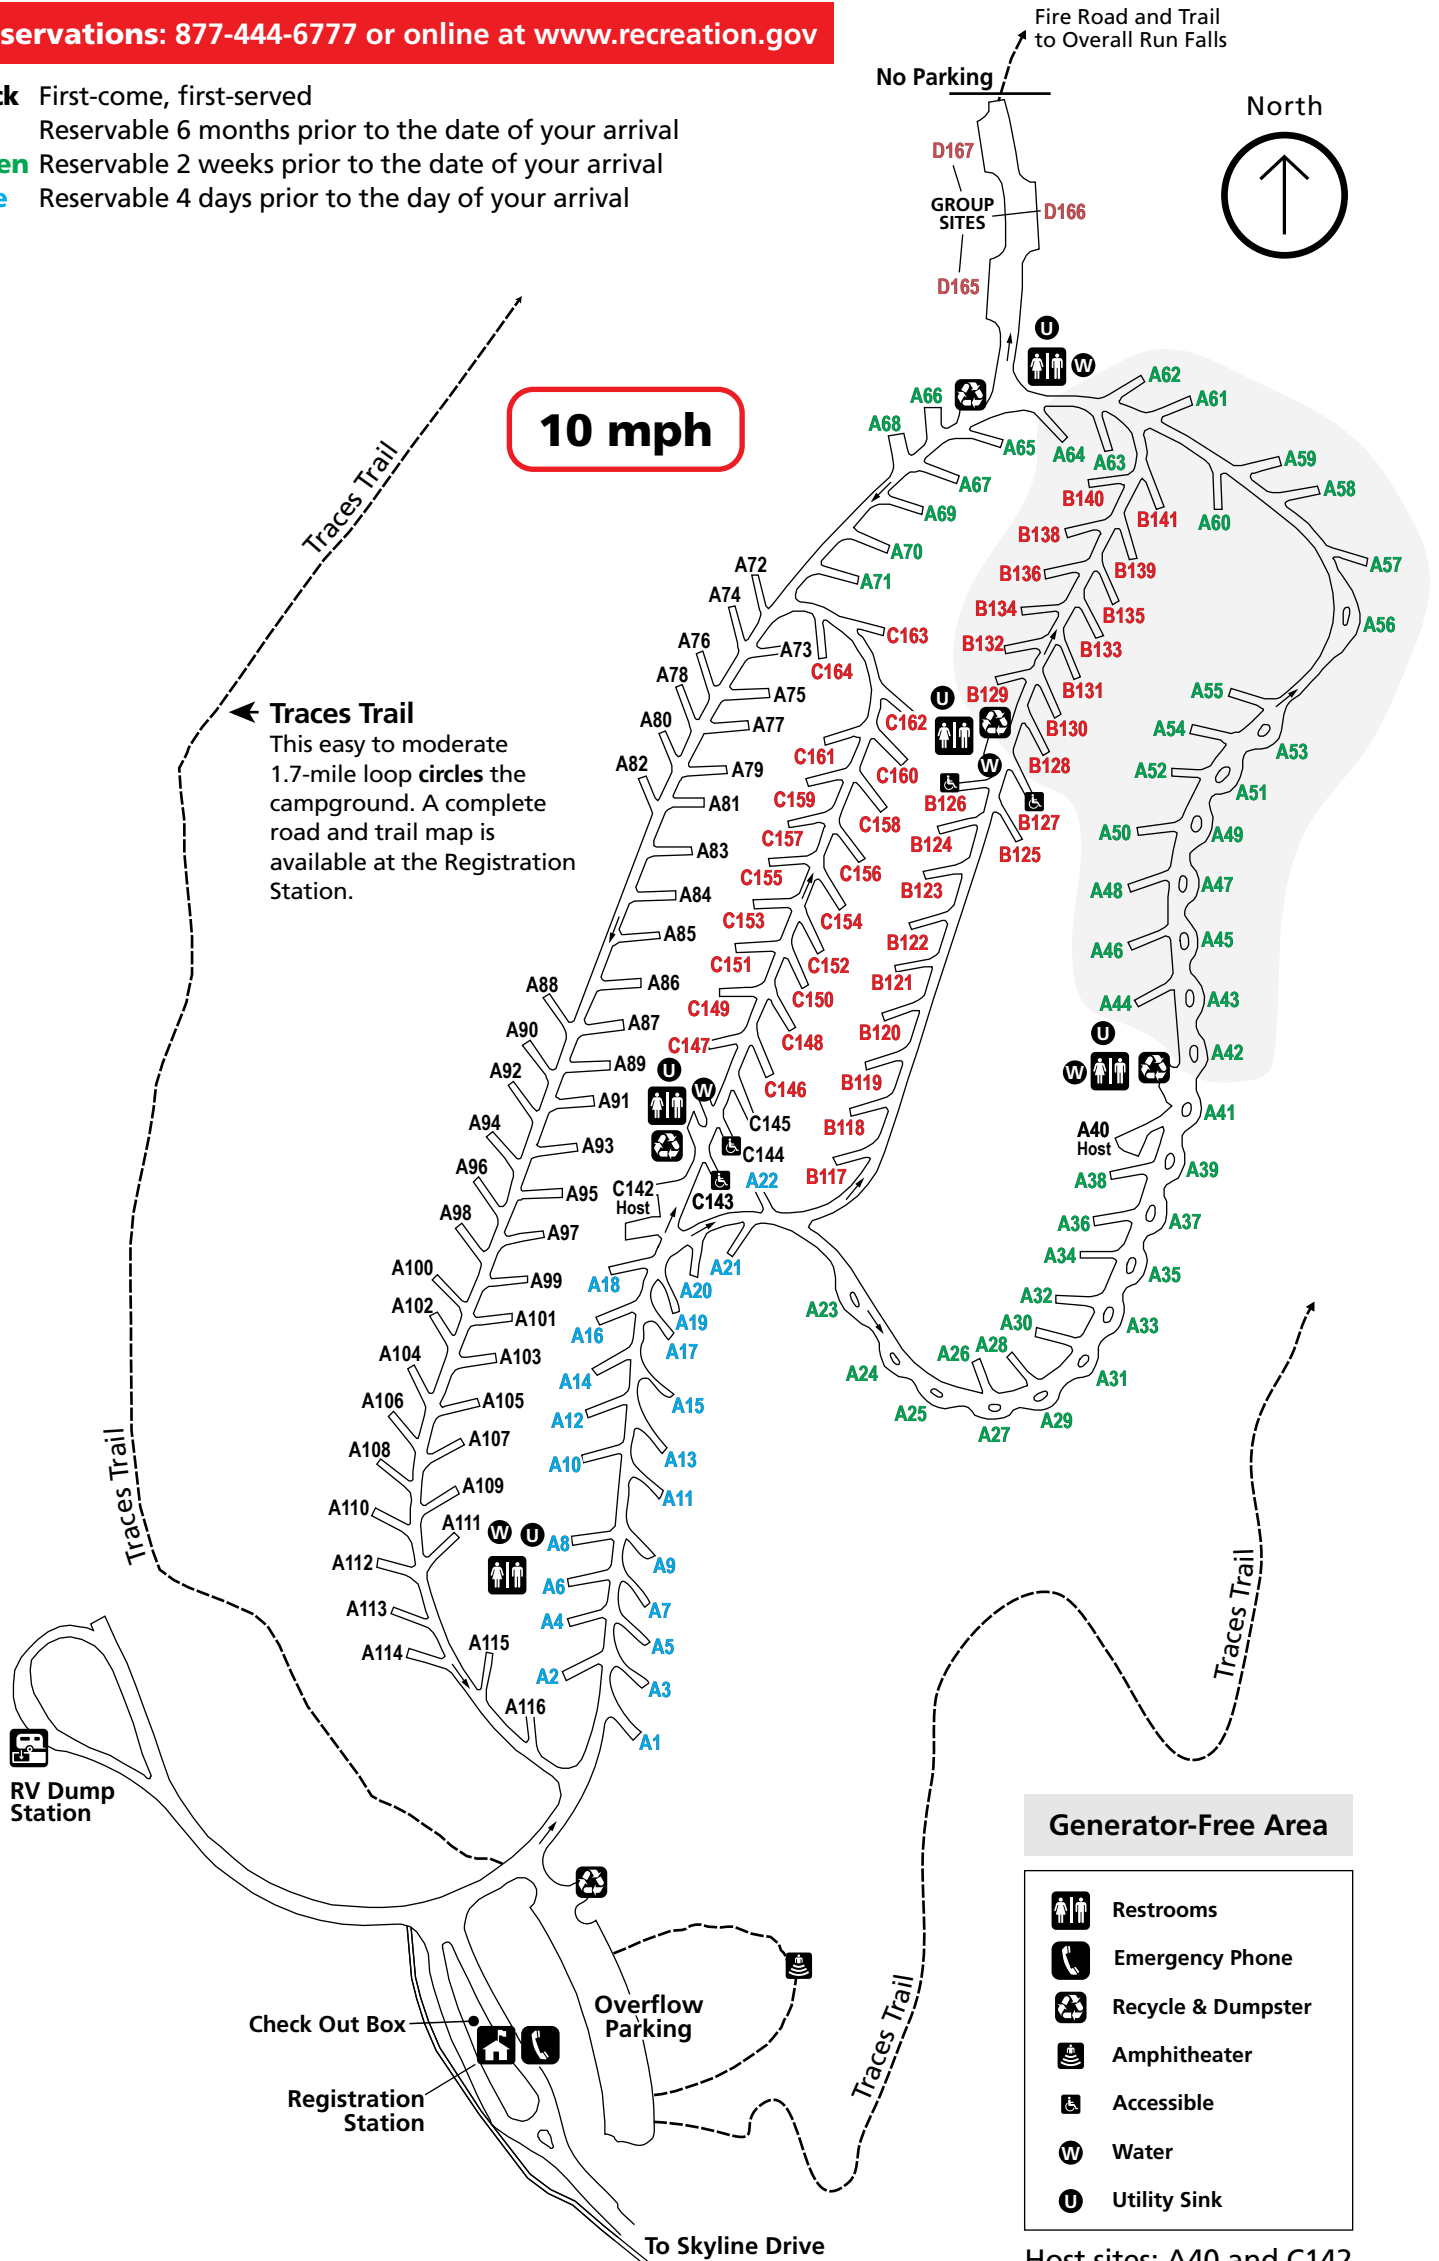 servations: 877-444-6777 or online at www.recreation.gov
ck First-come, first-served
Reservable 6 months prior to the date of your arrival
en Reservable 2 weeks prior to the date of your arrival
e Reservable 4 days prior to the day of your arrival
Fire Road and Trail
to Overall Run Falls
No Parking
North
D167
GROUP
SITES
D166
D165
U
W
10 mph
A62
A61
A66
A68
A65
A64
A63
A59
A58
A67
A69
B140
B141
A60
A70
B138
A57
A71
B136
B139
A72
A74
B134
B135
A56
A76
A73
C163
B132
B133
A78
C164
A75
B129
B131
A55
A80
A77
U
C162
B130
A54
A53
A82
A79
C161
C160
W
B128
A52
A51
A81
C159
B126
B127
A83
C157
C158
B124
B125
A50
A49
A84
C155
C156
B123
A48
A47
A85
C153
C154
B122
A46
A45
A86
C151
C152
B121
A88
C149
C150
A44
A43
A87
C147
C148
B120
U
A90
A89
U
W
C146
B119
W
A42
A92
A91
C145
B118
A41
A94
A93
C144
A40
Host
A96
A95
C142
Host
C143
A22
B117
A39
A38
A98
A97
A36
A37
A100
A99
A18
A20
A21
A34
A35
A102
A101
A16
A19
A23
A32
A33
A104
A103
A14
A17
A24
A26
A28
A30
A31
A106
A105
A12
A15
A25
A27
A29
A108
A107
A10
A13
A110
A109
A11
A111
W
U
A8
A9
A112
A6
A7
A113
A4
A5
A114
A115
A2
A3
A116
A1
Traces Trail
Traces Trail
This easy to moderate
1.7-mile loop circles the
campground. A complete
road and trail map is
available at the Registration
Station.
Traces Trail
Traces Trail
Traces Trail
RV Dump
Station
Check Out Box
Registration
Station
Overflow
Parking
To Skyline Drive
Generator-Free Area
Restrooms
Emergency Phone
Recycle & Dumpster
Amphitheater
Accessible
W Water
U Utility Sink
Host sites: A40 and C142